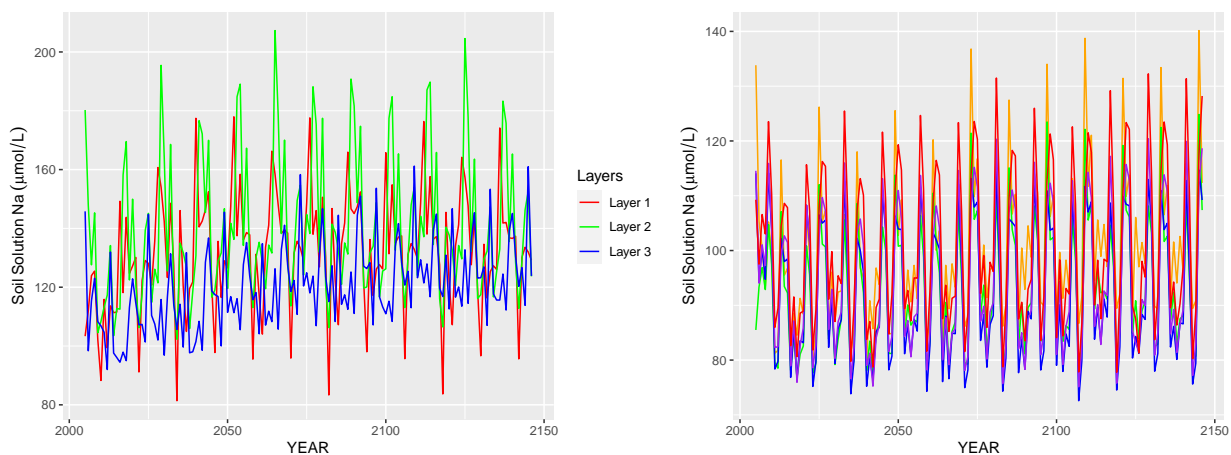 200
160
120
80
2000
2050
2100
2150
YEAR
Soil Solution Na (μmol/L)
Layers
Layer 1
Layer 2
Layer 3
140
120
100
80
2000
2050
2100
2150
YEAR
Soil Solution Na (μmol/L)